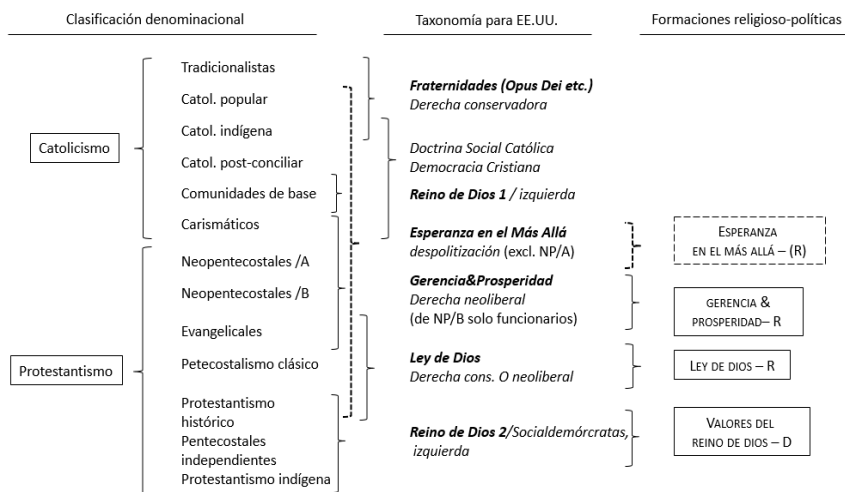 Clasificación denominacional
Taxonomía para EE.UU.
Formaciones religioso-políticas
Catolicismo
Protestantismo
Tradicionalistas
Catol. popular
Catol. indígena
Catol. post-conciliar
Comunidades de base
Carismáticos
Neopentecostales /A
Neopentecostales /B
Evangelicales
Petecostalismo clásico
Protestantismo
histórico
Pentecostales
independientes
Protestantismo indígena
Fraternidades (Opus Dei etc.)
Derecha conservadora
Doctrina Social Católica
Democracia Cristiana
Reino de Dios 1 / izquierda
Esperanza en el Más Allá
despolitización (excl. NP/A)
Gerencia&Prosperidad
Derecha neoliberal
(de NP/B solo funcionarios)
Ley de Dios
Derecha cons. O neoliberal
Reino de Dios 2/Socialdemórcratas,
izquierda
ESPERANZA
EN EL MÁS ALLÁ – (R)
GERENCIA &
PROSPERIDAD– R
LEY DE DIOS – R
VALORES DEL
REINO DE DIOS – D